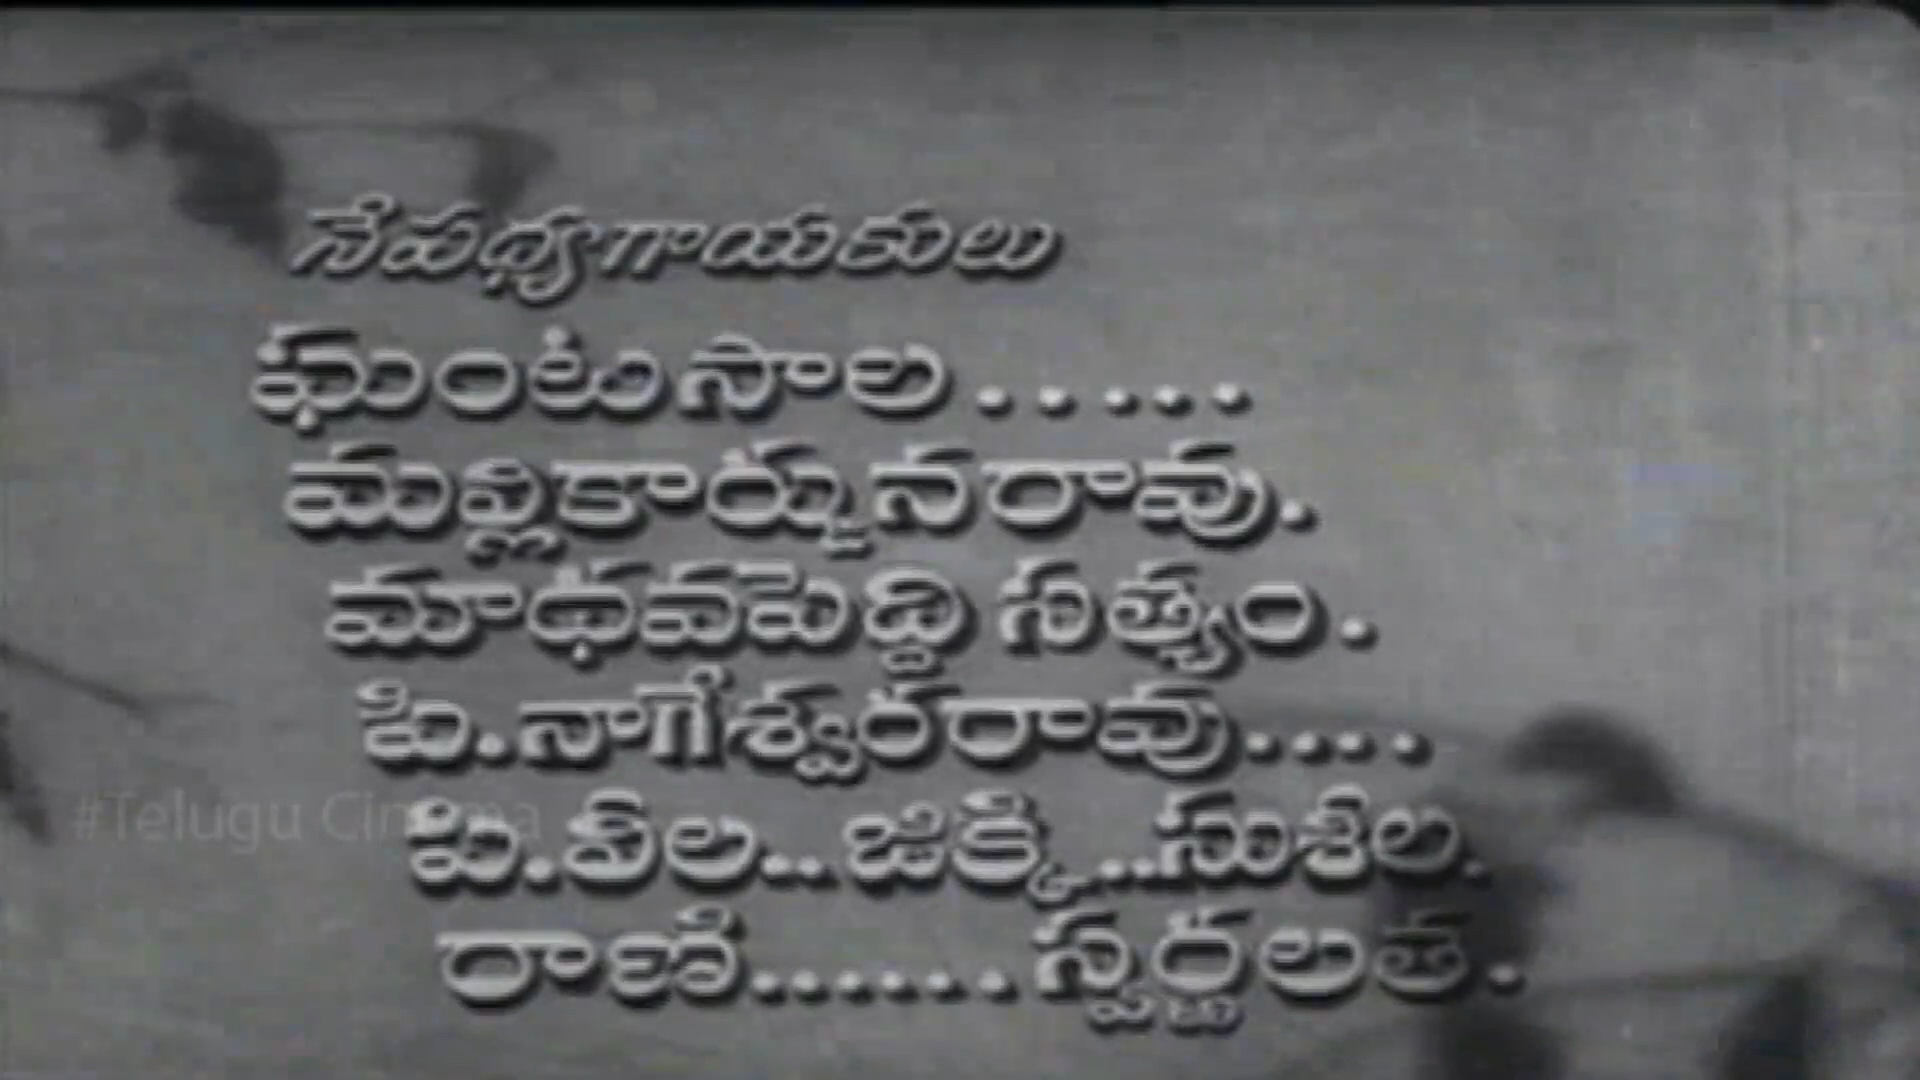 నేపథ్యగాయకులు
ఘంటసాల......
మల్లికార్జునరావు.
మాధవపెద్ది సత్యం.
పి.నాగేశ్వరరావు....
#Telugu Cinema
పి.లీల..జిక్కి..సుశీల.
రాణి......స్వర్ణలత.